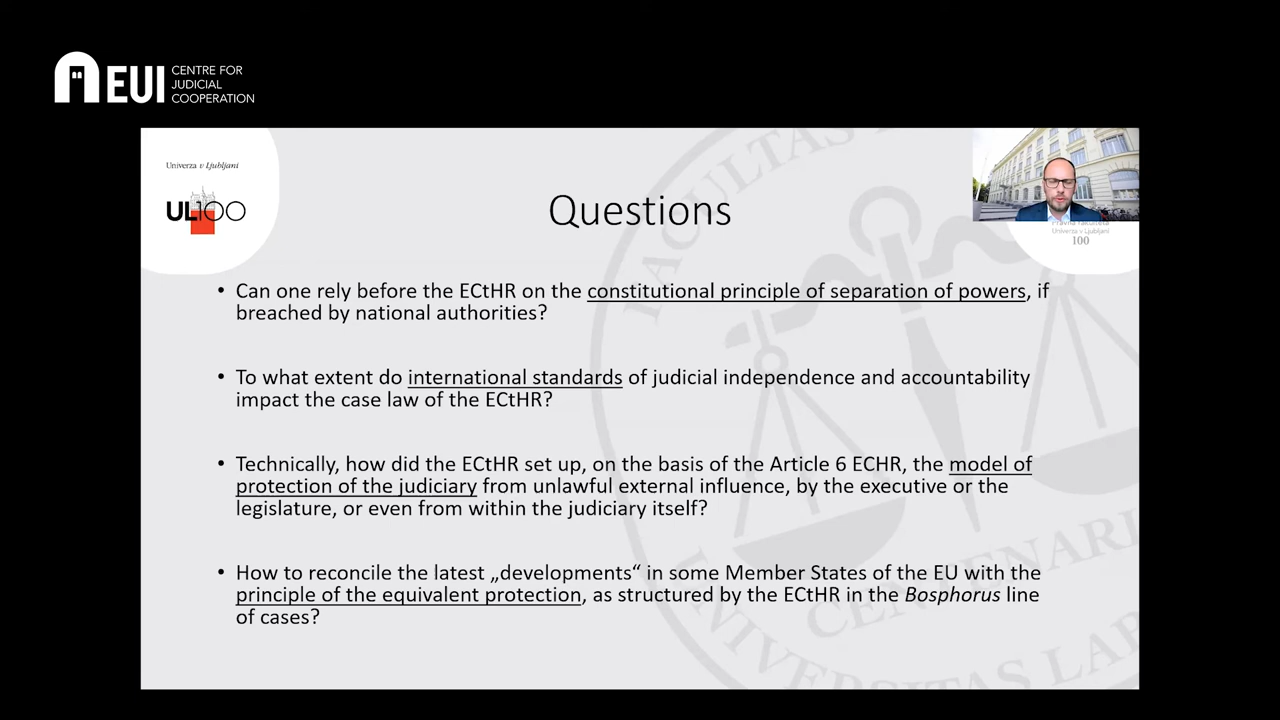 EUI
CENTRE FOR
JUDICIAL
COOPERATION
Univerza v Ljubljani
UL100
Questions
Pravna fakulteta
Univerza v Ljubljani
100
• Can one rely before the ECtHR on the constitutional principle of separation of powers, if
breached by national authorities?
• To what extent do international standards of judicial independence and accountability
impact the case law of the ECtHR?
• Technically, how did the ECtHR set up, on the basis of the Article 6 ECHR, the model of
protection of the judiciary from unlawful external influence, by the executive or the
legislature, or even from within the judiciary itself?
• How to reconcile the latest „developments“ in some Member States of the EU with the
principle of the equivalent protection, as structured by the ECtHR in the Bosphorus line
of cases?